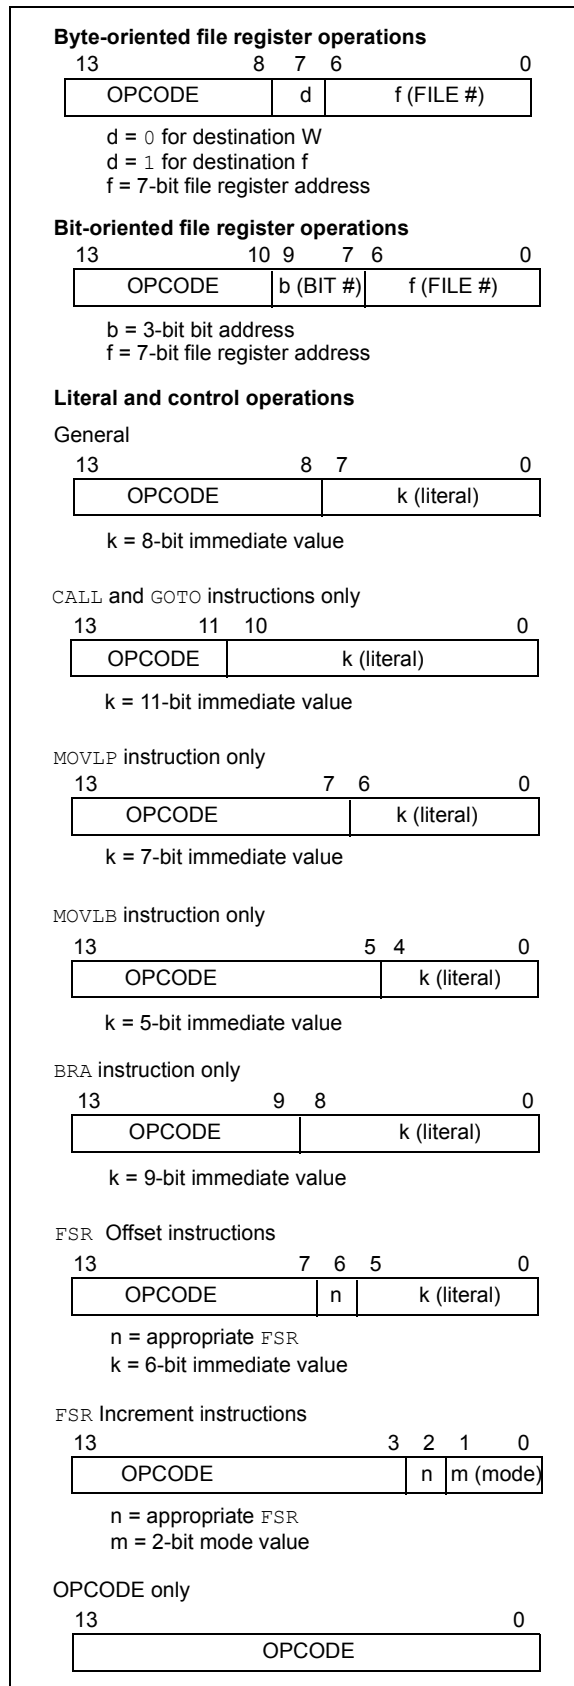 Byte-oriented file register operations
13 8 7 6 0
OPCODE d f (FILE #)
d = 0 for destination W
d = 1 for destination f
f = 7-bit file register address
Bit-oriented file register operations
13 10 9 7 6 0
OPCODE b (BIT #) f (FILE #)
b = 3-bit bit address
f = 7-bit file register address
Literal and control operations
General
13 8 7 0
OPCODE k (literal)
k = 8-bit immediate value
CALL and GOTO instructions only
13 11 10 0
OPCODE k (literal)
k = 11-bit immediate value
MOVLP instruction only
13 7 6 0
OPCODE k (literal)
k = 7-bit immediate value
MOVLB instruction only
13 5 4 0
OPCODE k (literal)
k = 5-bit immediate value
BRA instruction only
13 9 8 0
OPCODE k (literal)
k = 9-bit immediate value
FSR Offset instructions
13 7 6 5 0
OPCODE n k (literal)
n = appropriate FSR
k = 6-bit immediate value
FSR Increment instructions
13 3 2 1 0
OPCODE n m (mode)
n = appropriate FSR
m = 2-bit mode value
OPCODE only
13 0
OPCODE